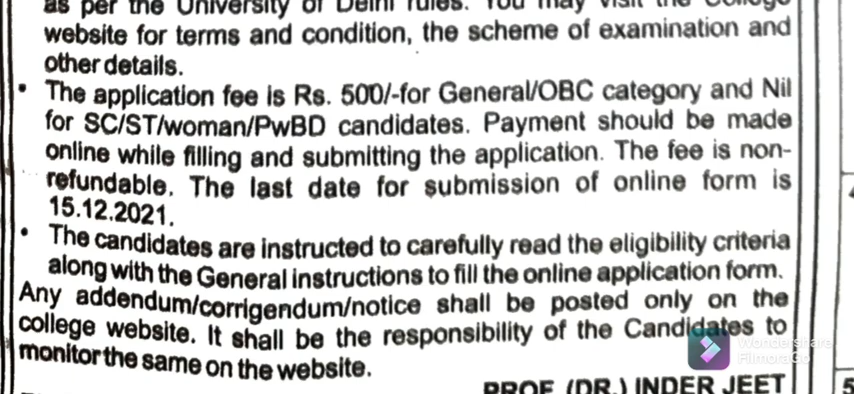 as per the University of Delhi rules. You may visit the College
website for terms and condition, the scheme of examination and
other details.
• The application fee is Rs. 500/-for General/OBC category and Nil
for SC/ST/woman/PwBD candidates. Payment should be made
online while filling and submitting the application. The fee is non-
refundable. The last date for submission of online form is
15.12.2021.
• The candidates are instructed to carefully read the eligibility criteria
along with the General instructions to fill the online application form.
Any addendum/corrigendum/notice shall be posted only on the
college website. It shall be the responsibility of the Candidates to
monitor the same on the website.
Wondershare
FilmoraGo
PROF. (DR.) INDER JEET
5